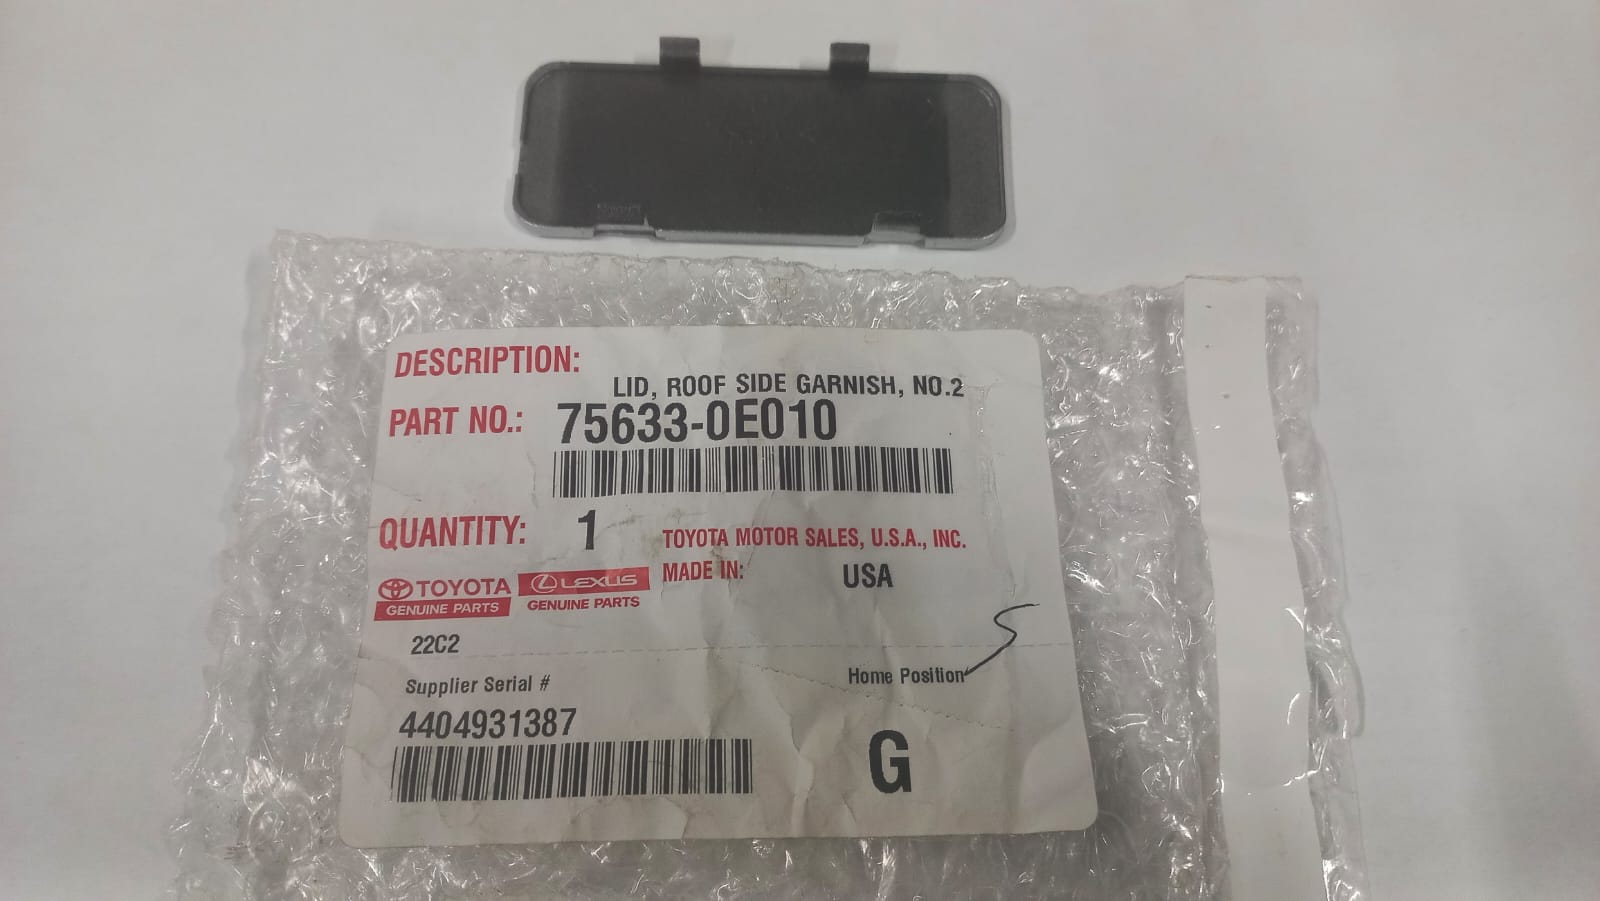 DESCRIPTION:
LID, ROOF SIDE GARNISH, NO.2
PART NO.: 75633-0E010
QUANTITY: 1
TOYOTA MOTOR SALES, U.S.A., INC.
MADE IN: USA
TOYOTA
GENUINE PARTS
LEXUS
GENUINE PARTS
22C2
Supplier Serial #
Home Position
4404931387
G